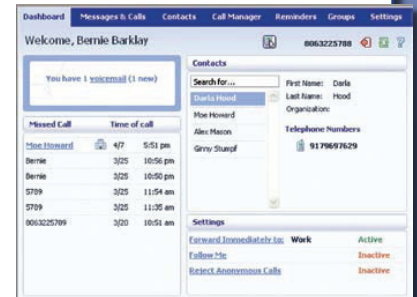 Dashboard Messages & Calls Contacts Call Manager Reminders Groups Settings
Welcome, Bernie Barklay
8063225788
You have 1 voicemail (1 new)
Missed Call Time of call
Moe Howard 4/7 5:51 pm
Bernie 3/25 10:56 pm
Bernie 3/25 10:50 pm
5789 3/25 11:54 am
5789 3/25 11:35 am
8063225789 3/20 10:51 am
Contacts
Search for...
Darla Hood
Moe Howard
Alex Mason
Ginny Stumpf
First Name: Darla
Last Name: Hood
Organization:
Telephone Numbers
9179697629
Settings
Forward Immediately to: Work Active
Follow Me Inactive
Reject Anonymous Calls Inactive